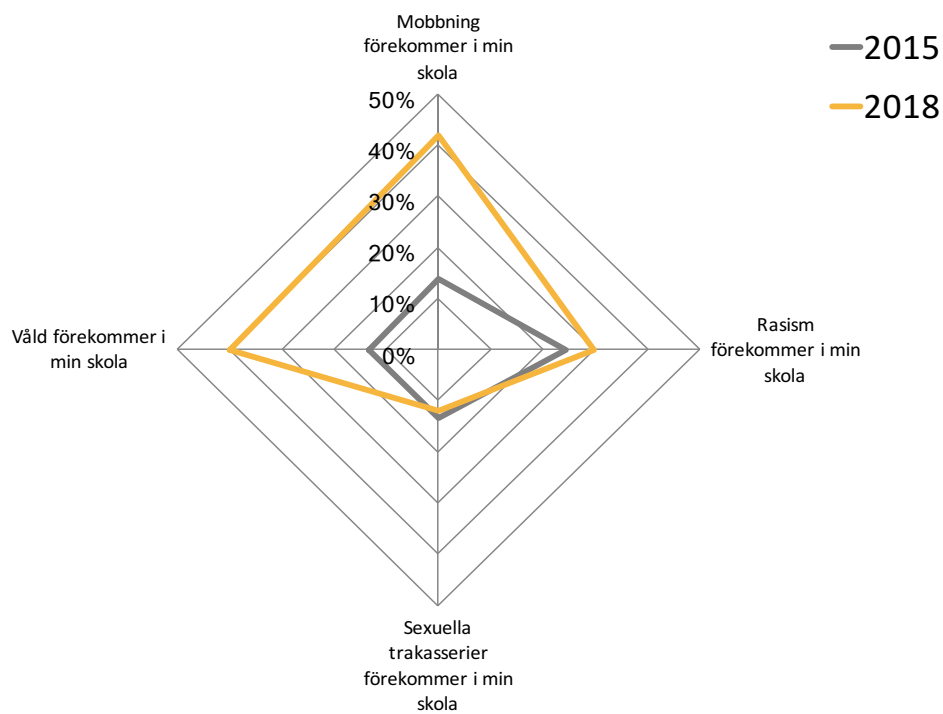 Mobbning
förekommer i min
skola
2015
2018
50%
40%
30%
20%
10%
0%
Våld förekommer i
min skola
Rasism
förekommer i min
skola
Sexuella
trakasserier
förekommer i min
skola